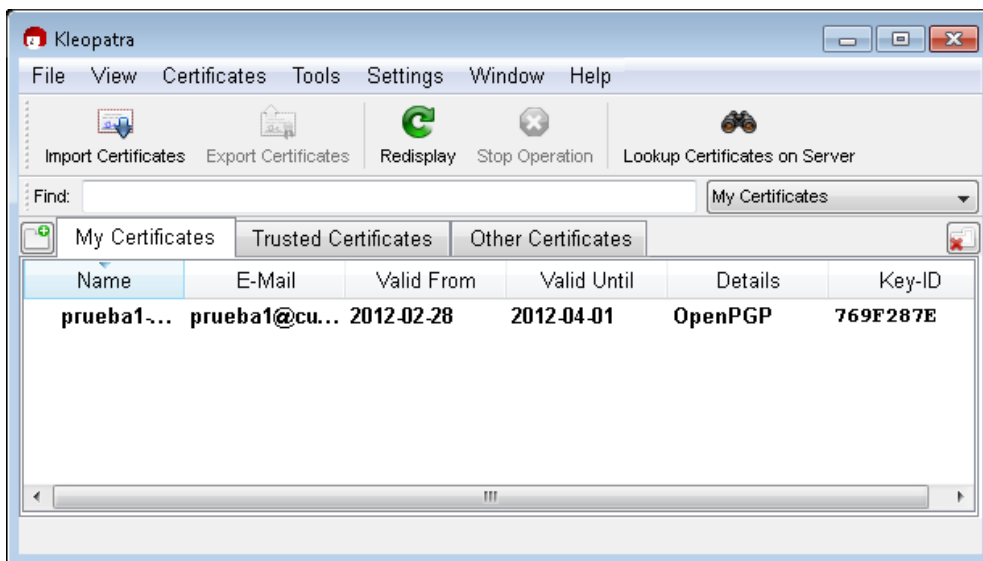 Kleopatra
File View Certificates Tools Settings Window Help
Import Certificates Export Certificates Redisplay Stop Operation Lookup Certificates on Server
Find: My Certificates
My Certificates Trusted Certificates Other Certificates
Name E-Mail Valid From Valid Until Details Key-ID
prueba1-... prueba1@cu... 2012-02-28 2012-04-01 OpenPGP 769F287E